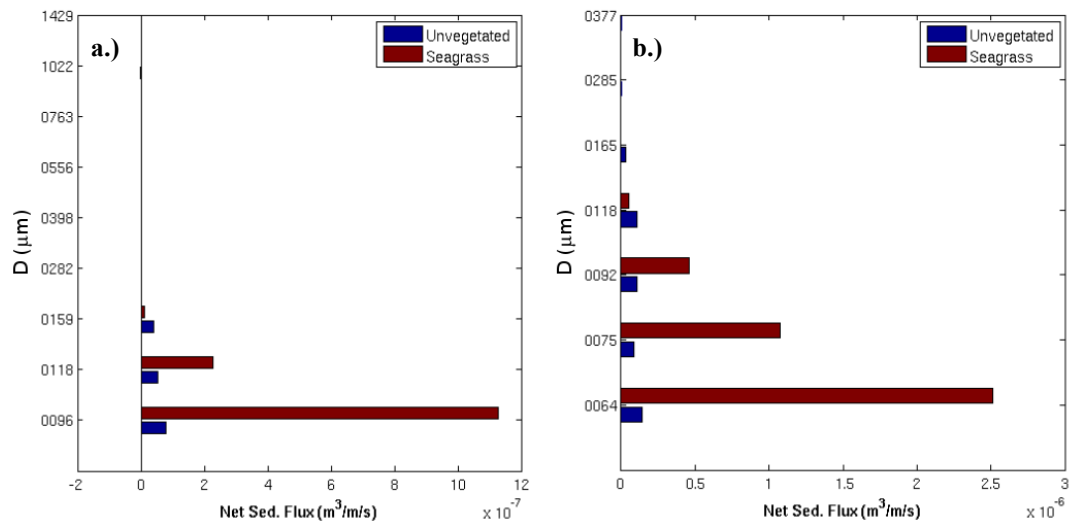 a.)
Unvegetated
Seagrass
1429
1022
0763
0556
0398
0282
0159
0118
0096
D (μm)
-2 0 2 4 6 8 10 12
Net Sed. Flux (m³/m/s)
x 10⁻⁷
b.)
Unvegetated
Seagrass
0377
0285
0165
0118
0092
0075
0064
D (μm)
0 0.5 1 1.5 2 2.5 3
Net Sed. Flux (m³/m/s)
x 10⁻⁶